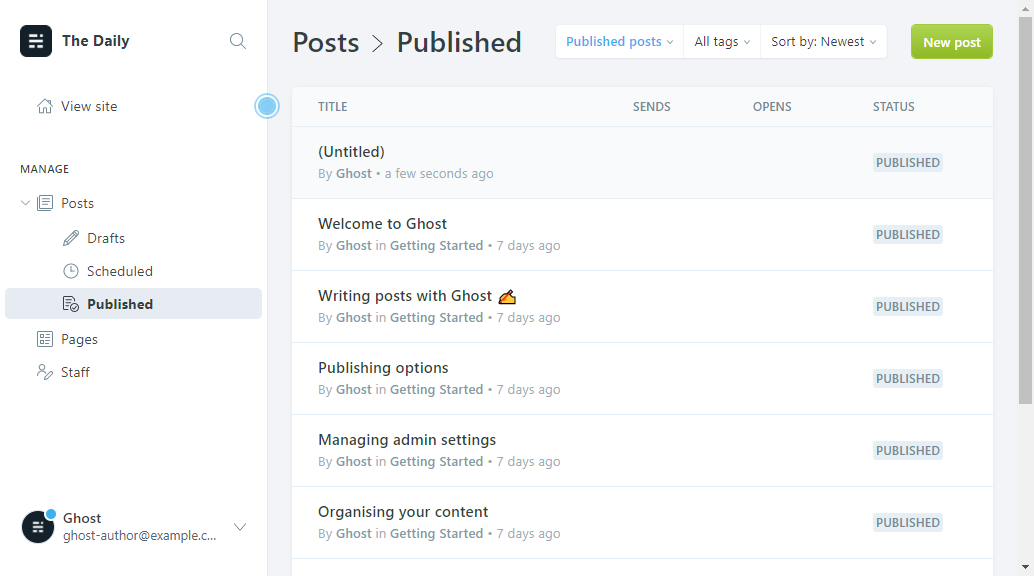 The Daily
View site
MANAGE
Posts
Drafts
Scheduled
Published
Pages
Staff
Ghost
ghost-author@example.c...
Posts > Published
Published posts
All tags
Sort by: Newest
New post
TITLE SENDS OPENS STATUS
(Untitled)
By Ghost • a few seconds ago
PUBLISHED
Welcome to Ghost
By Ghost in Getting Started • 7 days ago
PUBLISHED
Writing posts with Ghost ✍️
By Ghost in Getting Started • 7 days ago
PUBLISHED
Publishing options
By Ghost in Getting Started • 7 days ago
PUBLISHED
Managing admin settings
By Ghost in Getting Started • 7 days ago
PUBLISHED
Organising your content
By Ghost in Getting Started • 7 days ago
PUBLISHED